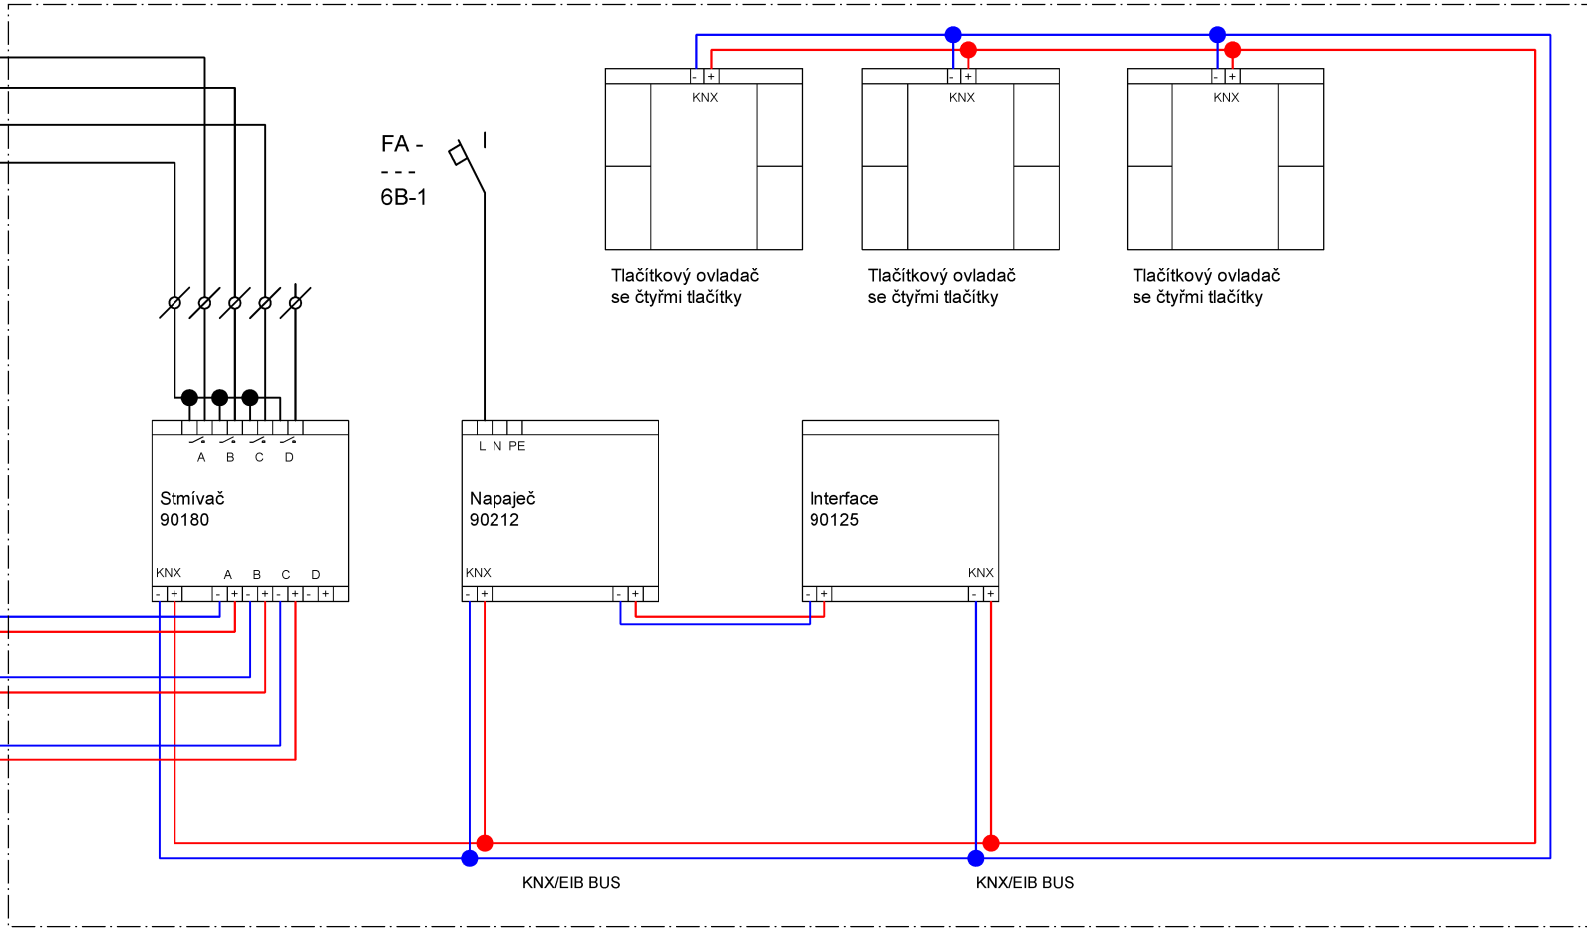 - +
- +
- +
KNX
KNX
KNX
FA -
- - -
6B-1
Tlačítkový ovladač
se čtyřmi tlačítky
Tlačítkový ovladač
se čtyřmi tlačítky
Tlačítkový ovladač
se čtyřmi tlačítky
A B C D
Stmívač
90180
KNX
A B C D
- + - + - + - + - +
L N PE
Napaječ
90212
KNX
- + - +
Interface
90125
KNX
- + - +
KNX/EIB BUS
KNX/EIB BUS